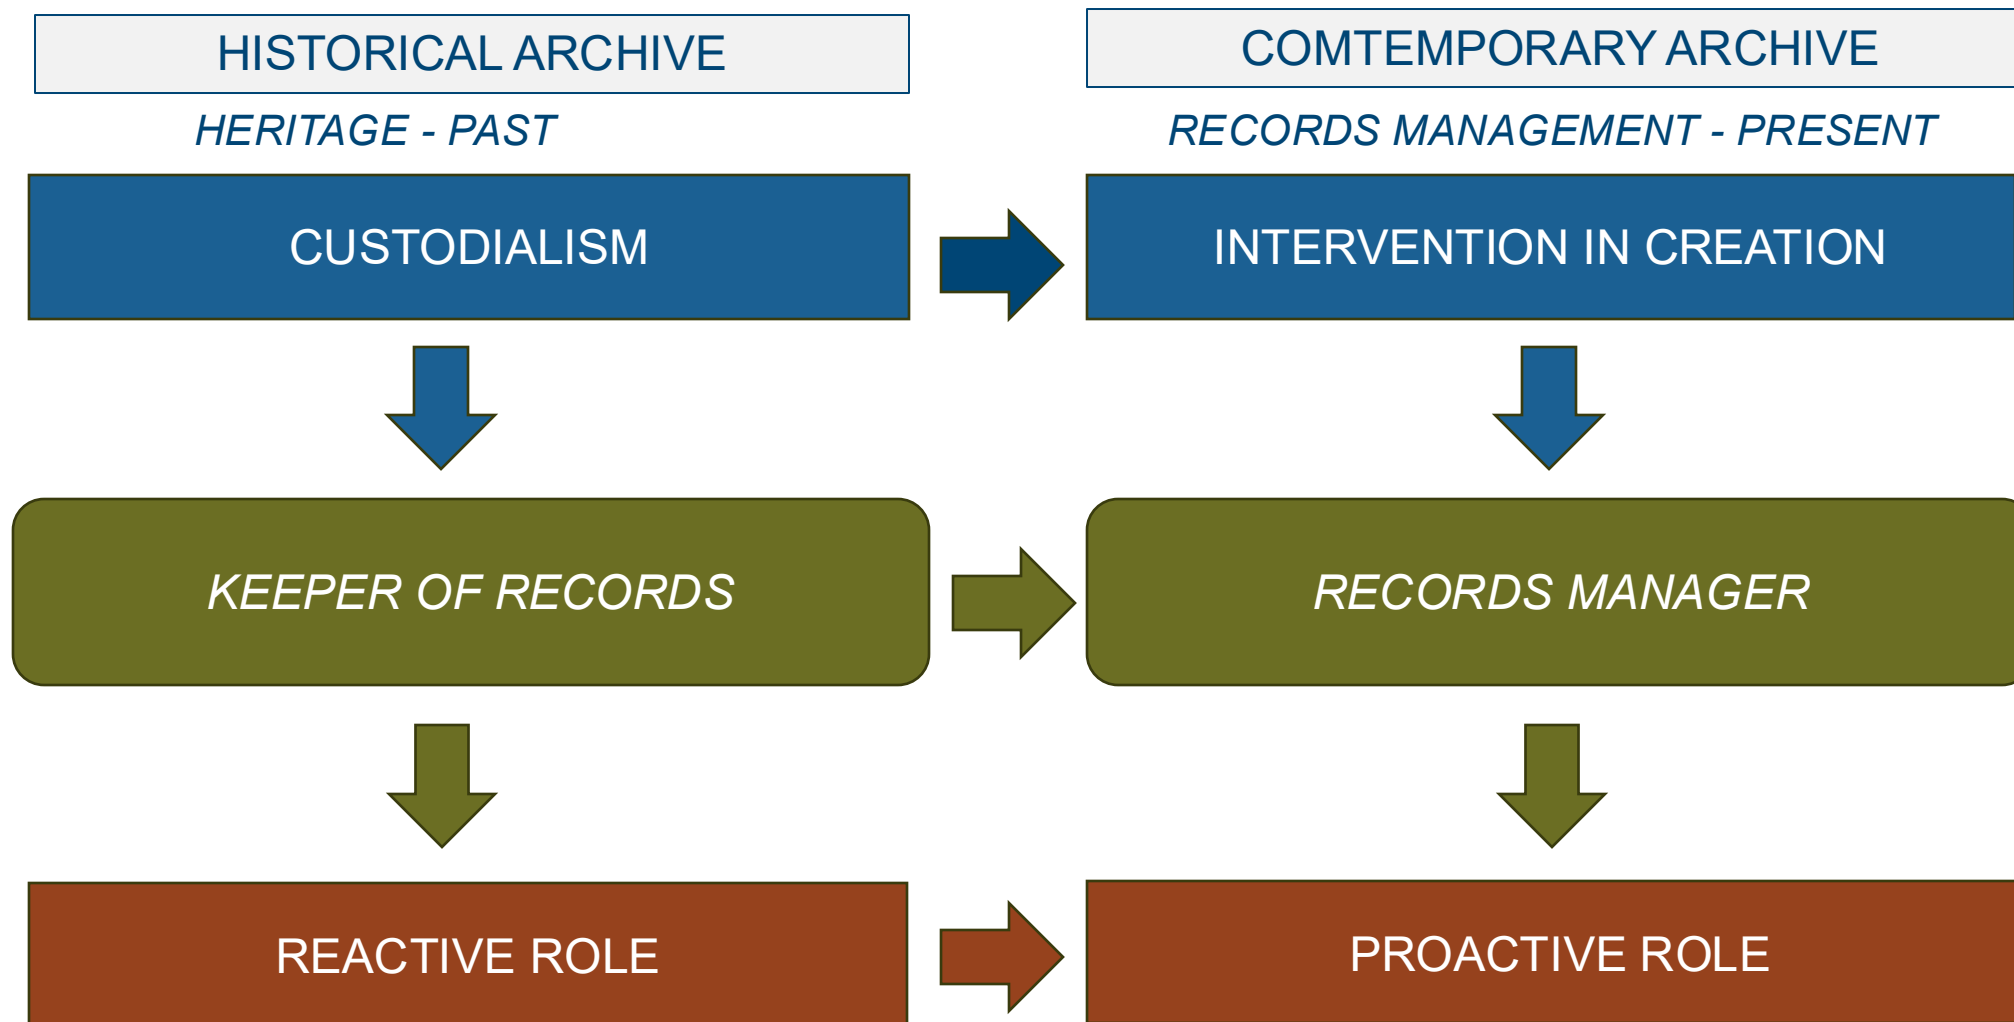 HISTORICAL ARCHIVE
COMTEMPORARY ARCHIVE
HERITAGE - PAST
RECORDS MANAGEMENT - PRESENT
CUSTODIALISM
INTERVENTION IN CREATION
KEEPER OF RECORDS
RECORDS MANAGER
REACTIVE ROLE
PROACTIVE ROLE